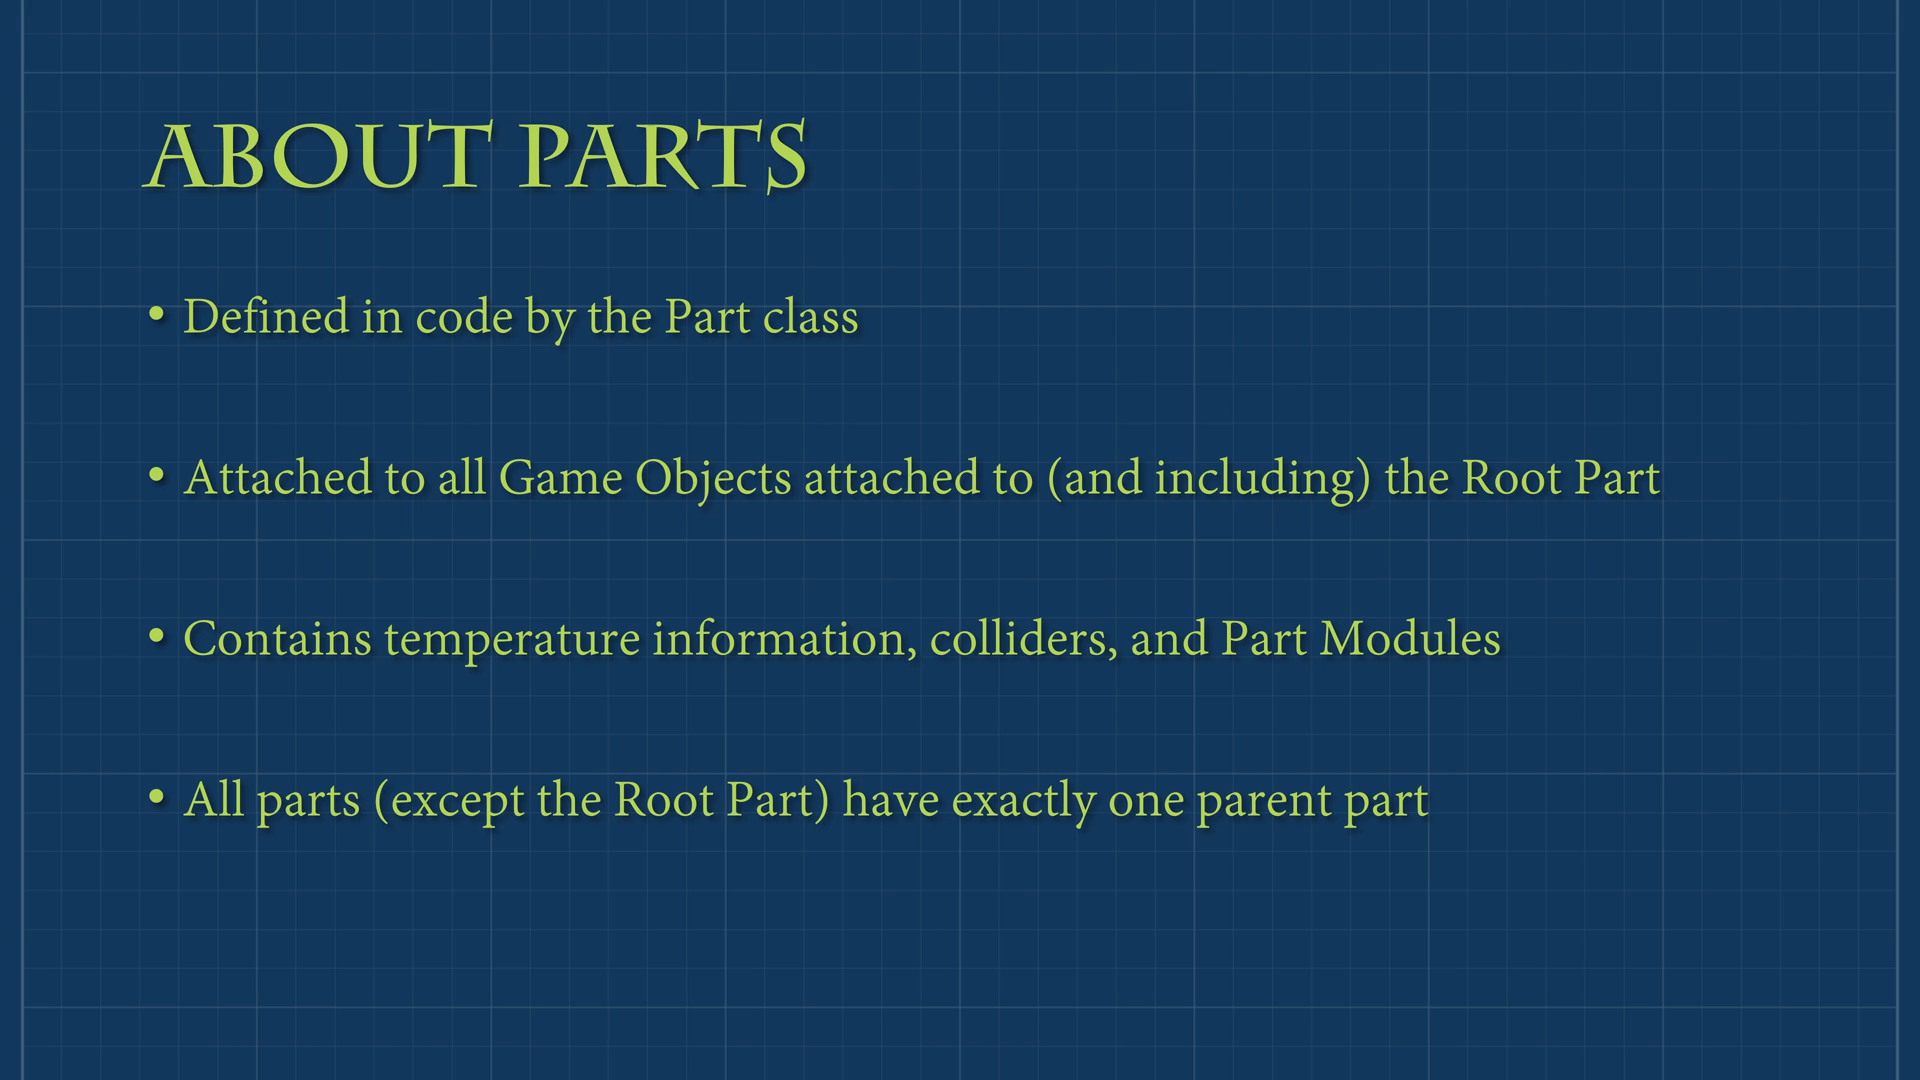 ABOUT PARTS
• Defined in code by the Part class
• Attached to all Game Objects attached to (and including) the Root Part
• Contains temperature information, colliders, and Part Modules
• All parts (except the Root Part) have exactly one parent part